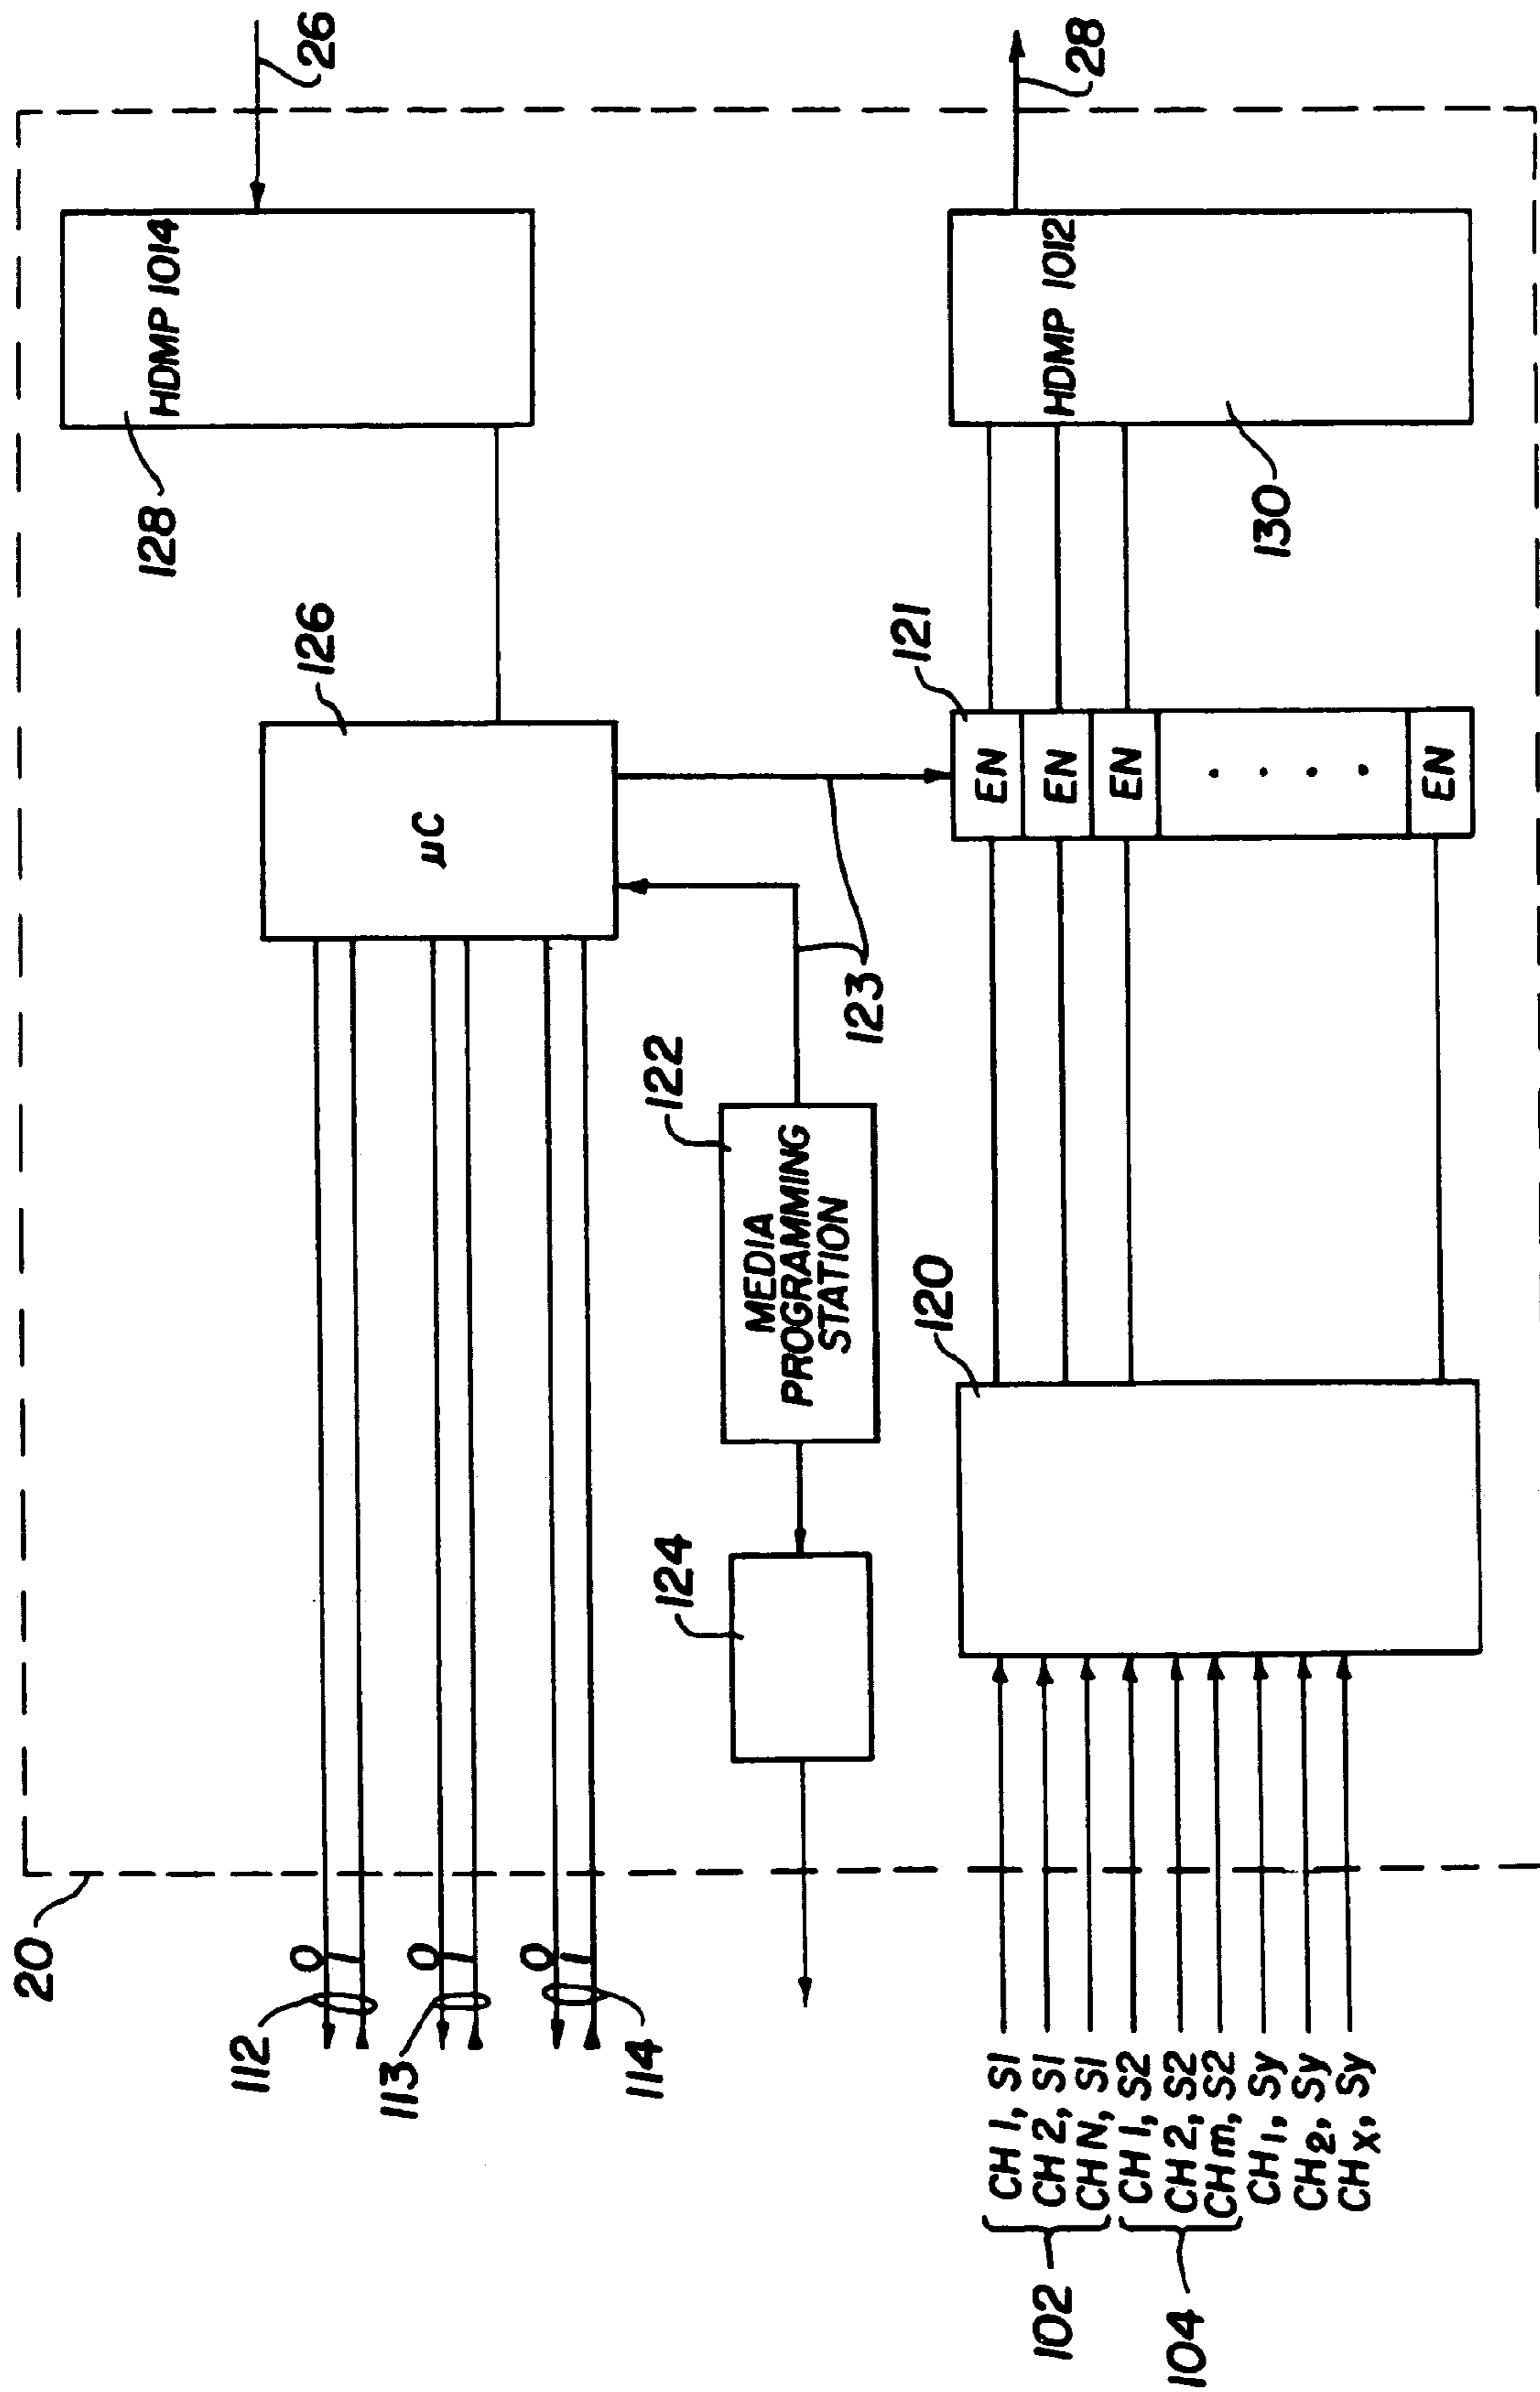 20
112
113
114
O
I
O
I
O
I
126
µC
128
HDMP 1014
26
124
122
MEDIA
PROGRAMMING
STATION
123
102
104
CH 1, S1
CH 2, S1
CH N, S1
CH 1, S2
CH 2, S2
CH m, S2
CH₁, Sy
CH₂, Sy
CHₓ, Sy
120
121
EN
EN
EN
EN
130
HDMP 1012
28